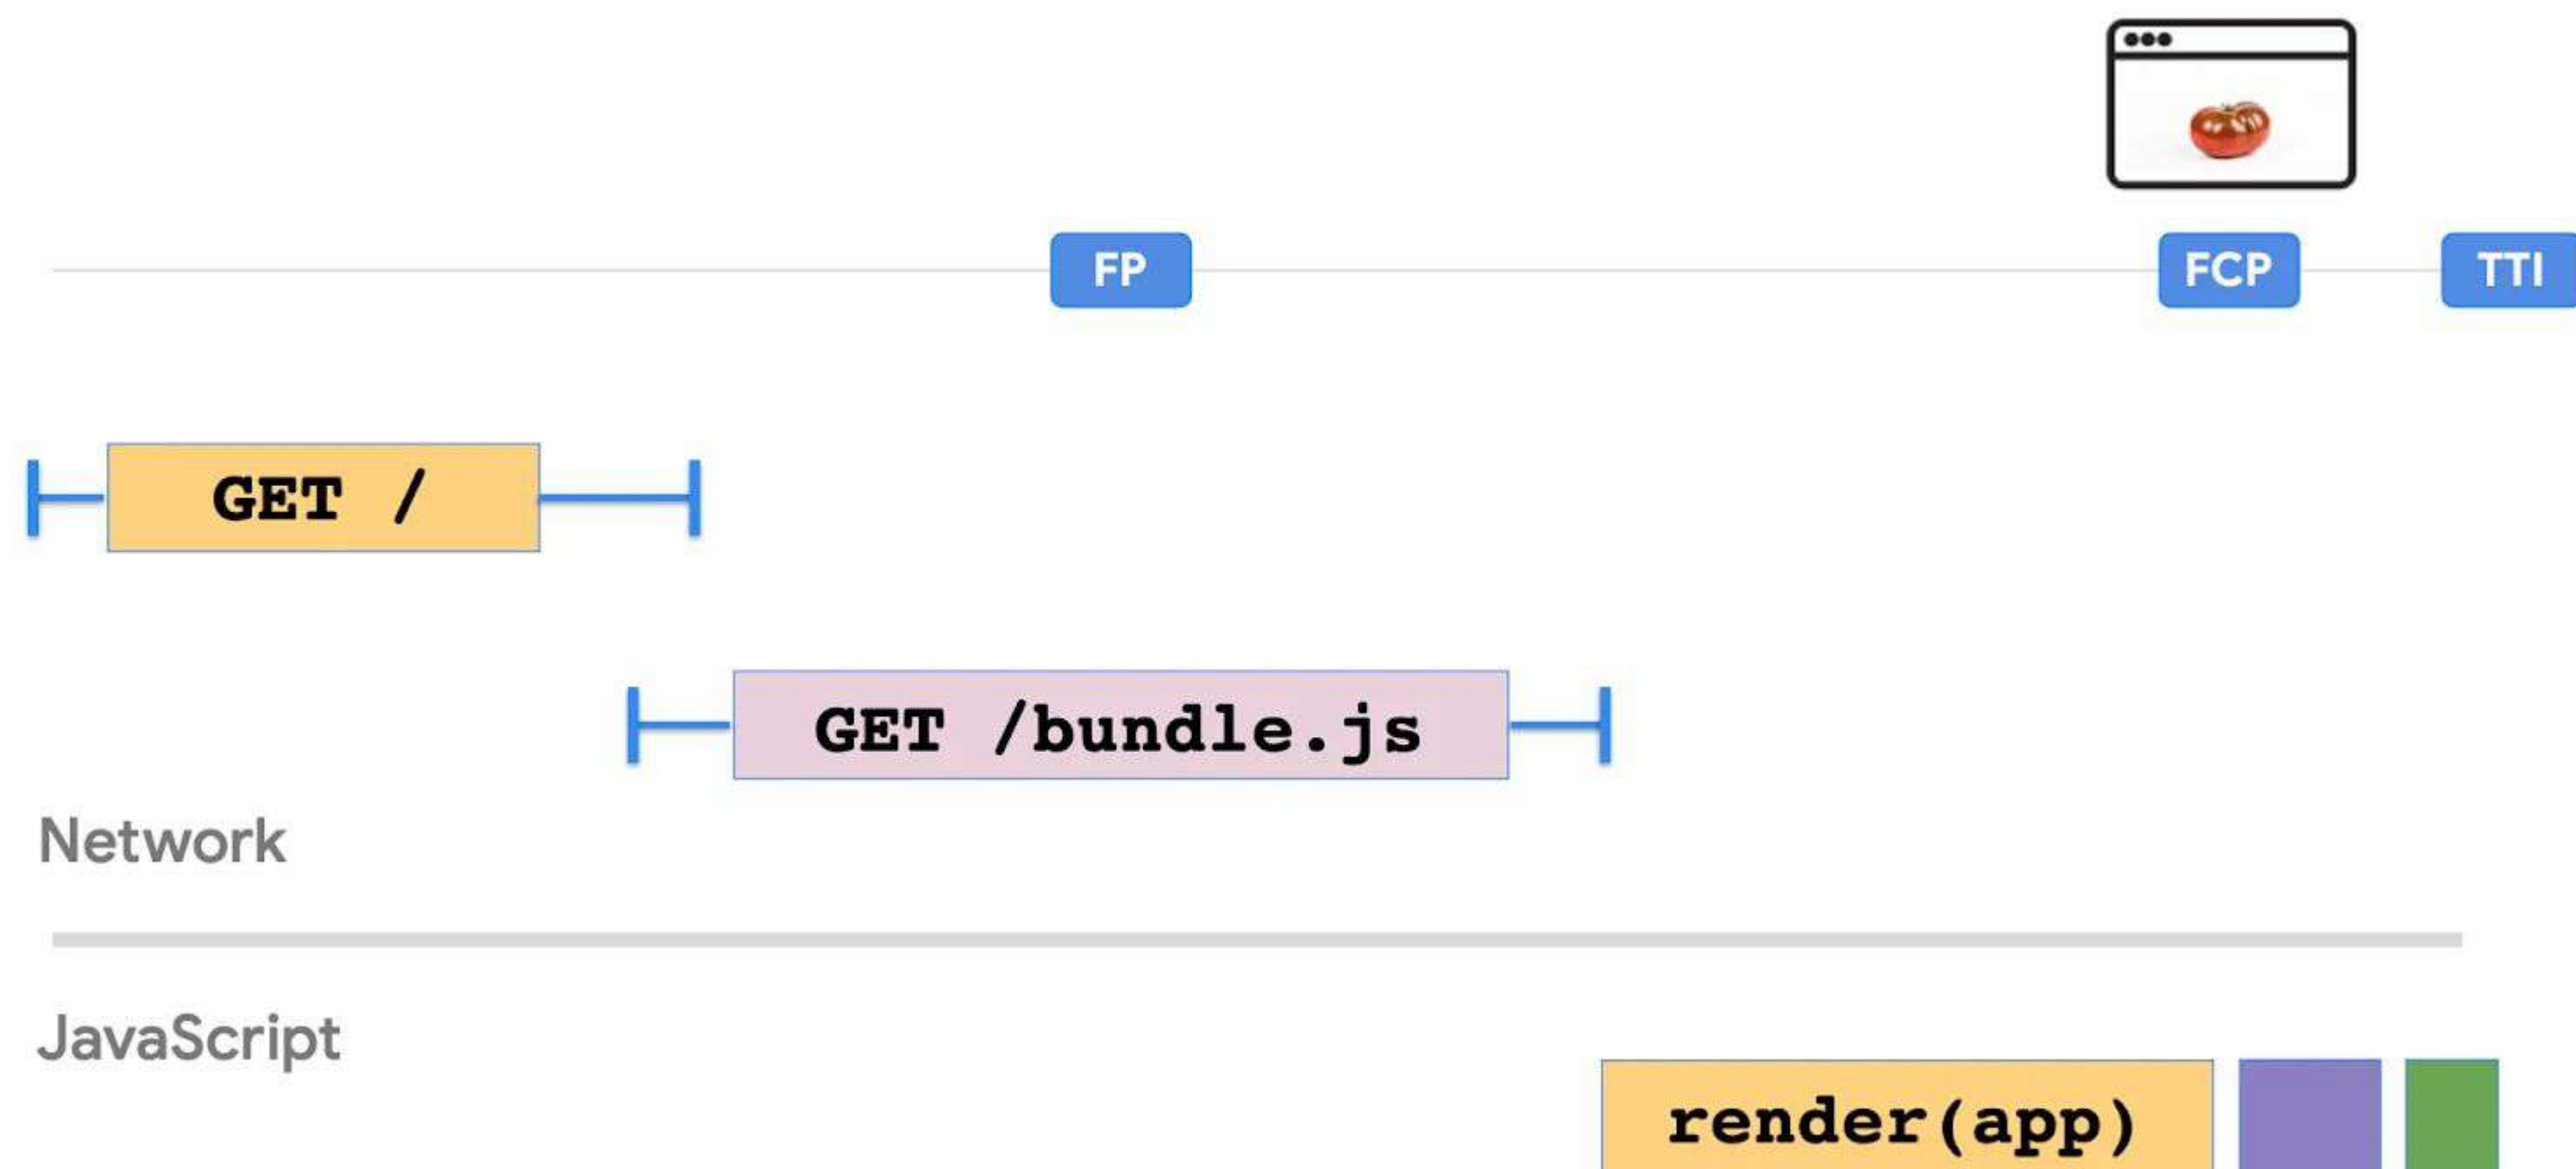 FP
FCP
TTI
GET /
GET /bundle.js
Network
JavaScript
render(app)